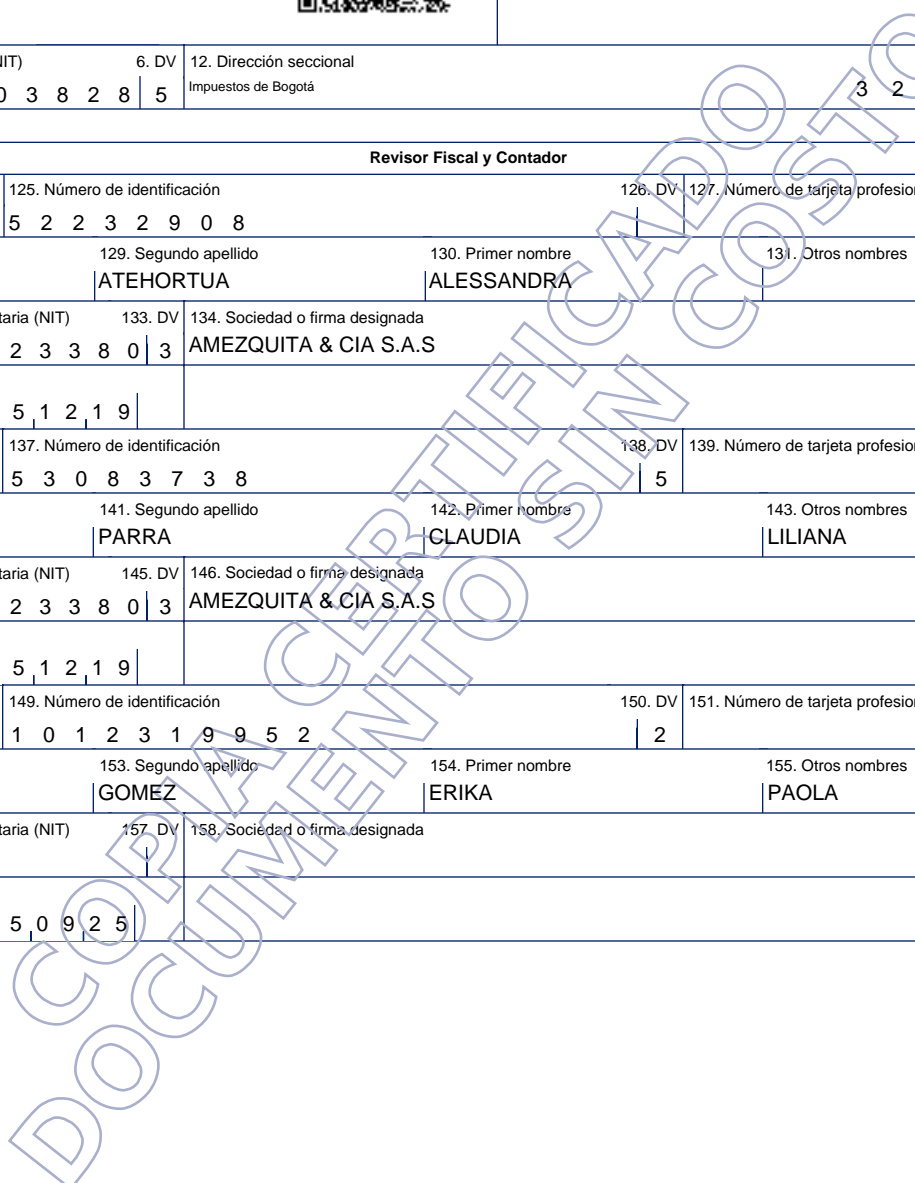 NIT) 6. DV 12. Dirección seccional
0 3 8 2 8 5 Impuestos de Bogotá 3 2
Revisor Fiscal y Contador
125. Número de identificación 126. DV 127. Número de tarjeta profesion
5 2 2 3 2 9 0 8
129. Segundo apellido 130. Primer nombre 131. Otros nombres
ATEHORTUA ALESSANDRA
taria (NIT) 133. DV 134. Sociedad o firma designada
2 3 3 8 0 3 AMEZQUITA & CIA S.A.S
5 1 2 1 9
137. Número de identificación 138. DV 139. Número de tarjeta profesion
5 3 0 8 3 7 3 8 5
141. Segundo apellido 142. Primer nombre 143. Otros nombres
PARRA CLAUDIA LILIANA
taria (NIT) 145. DV 146. Sociedad o firma designada
2 3 3 8 0 3 AMEZQUITA & CIA S.A.S
5 1 2 1 9
149. Número de identificación 150. DV 151. Número de tarjeta profesion
1 0 1 2 3 1 9 9 5 2 2
153. Segundo apellido 154. Primer nombre 155. Otros nombres
GOMEZ ERIKA PAOLA
taria (NIT) 157. DV 158. Sociedad o firma designada
5 0 9 2 5
COPIA CERTIFICADO
DOCUMENTO SIN COSTO